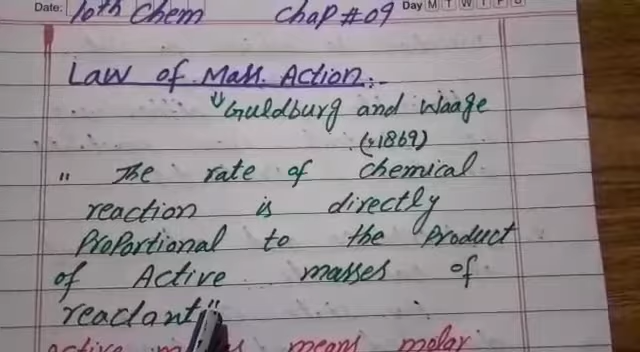 Date: 10th Chem Chap #09 Day M T W T F S
Law of Mass Action:-
Guldburg and Waage
(1869)
" The rate of chemical
reaction is directly
Proportional to the Product
of Active masses of
reactant"
active means molar